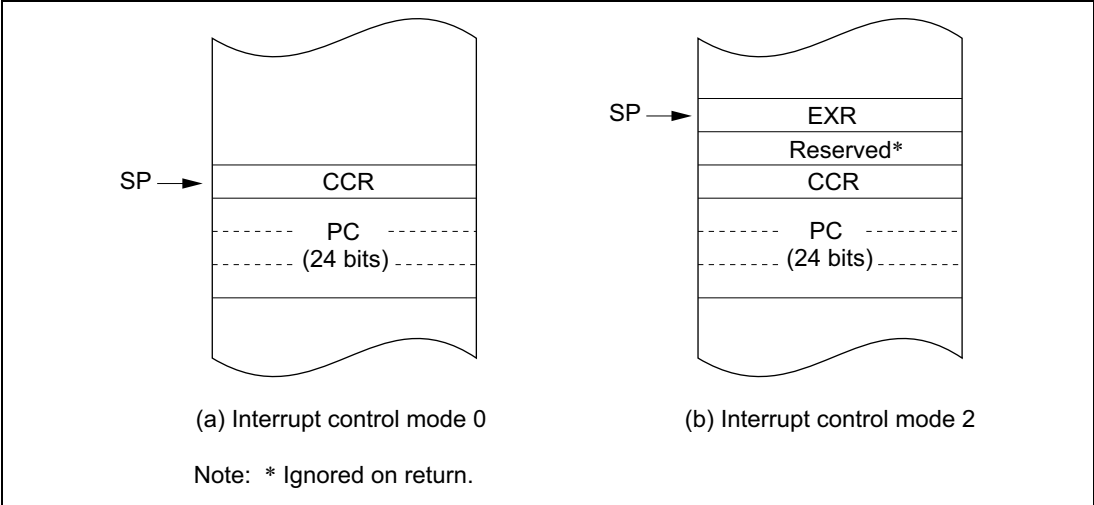 SP
CCR
PC
(24 bits)
(a) Interrupt control mode 0
SP
EXR
Reserved*
CCR
PC
(24 bits)
(b) Interrupt control mode 2
Note: * Ignored on return.